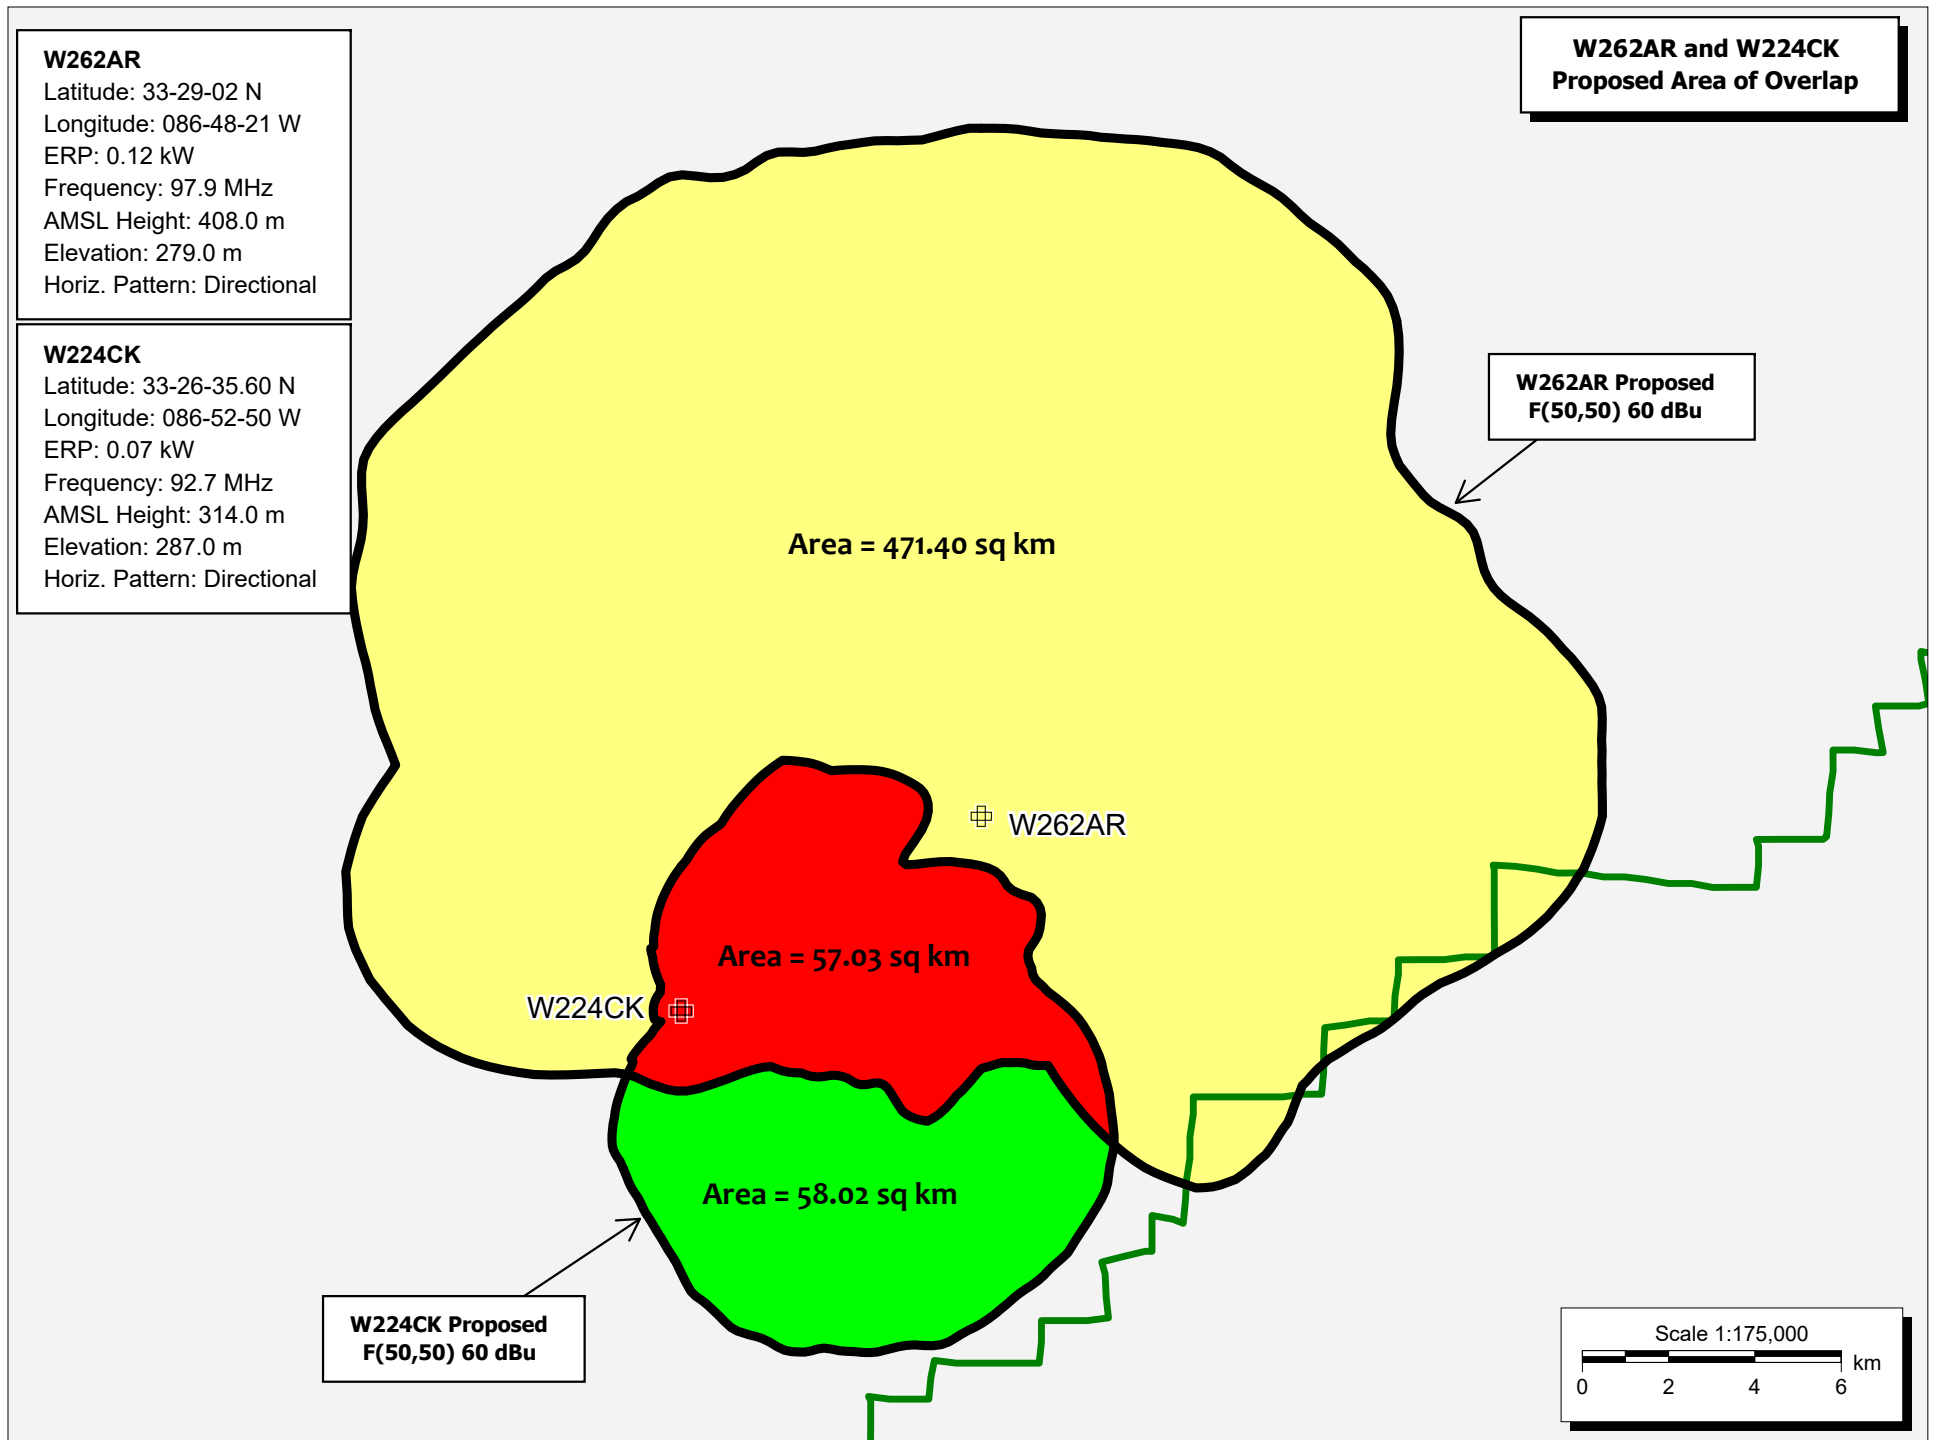 W262AR
Latitude: 33-29-02 N
Longitude: 086-48-21 W
ERP: 0.12 kW
Frequency: 97.9 MHz
AMSL Height: 408.0 m
Elevation: 279.0 m
Horiz. Pattern: Directional
W224CK
Latitude: 33-26-35.60 N
Longitude: 086-52-50 W
ERP: 0.07 kW
Frequency: 92.7 MHz
AMSL Height: 314.0 m
Elevation: 287.0 m
Horiz. Pattern: Directional
W262AR and W224CK
Proposed Area of Overlap
W262AR Proposed
F(50,50) 60 dBu
Area = 471.40 sq km
W262AR
Area = 57.03 sq km
W224CK
Area = 58.02 sq km
W224CK Proposed
F(50,50) 60 dBu
Scale 1:175,000
km
0 2 4 6